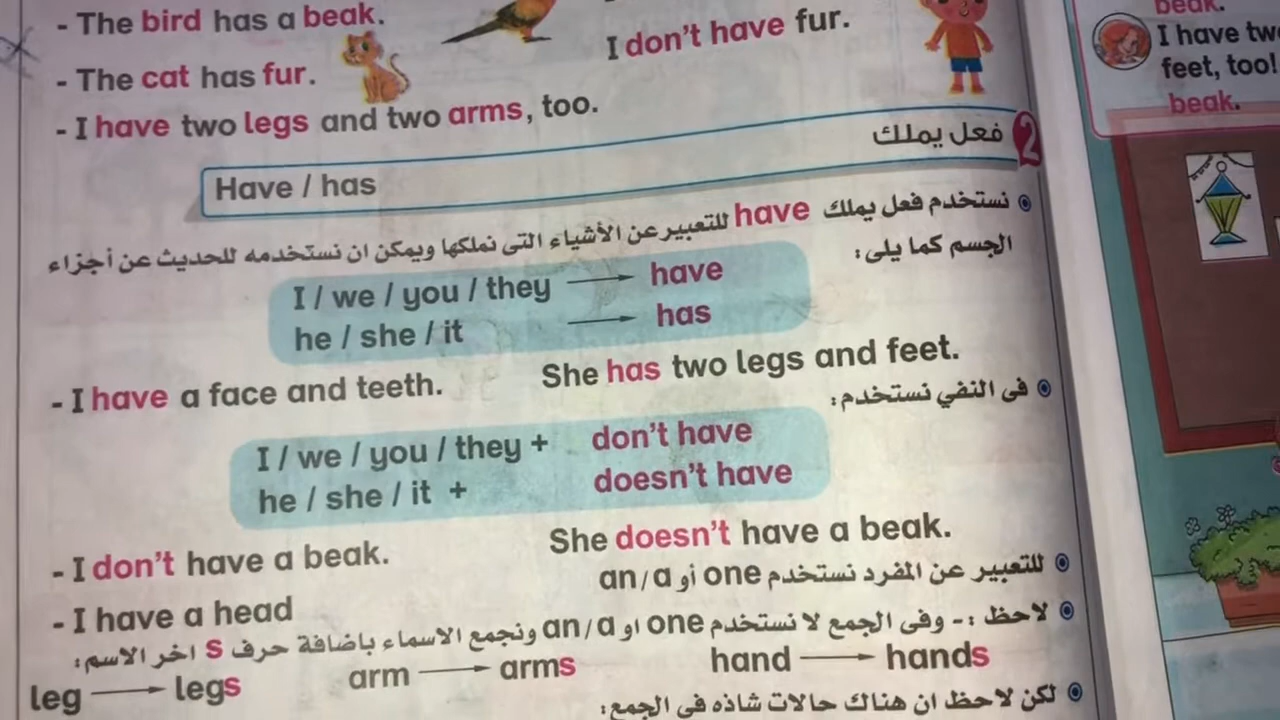 - The bird has a beak.
I don't have fur.
- The cat has fur.
- I have two legs and two arms, too.
2 فعل يملك
Have / has
نستخدم فعل يملك have للتعبير عن الأشياء التى نملكها ويمكن ان نستخدمه للحديث عن أجزاء
الجسم كما يلى :
I / we / you / they → have
he / she / it → has
- I have a face and teeth. She has two legs and feet.
فى النفي نستخدم :
I / we / you / they + don't have
he / she / it + doesn't have
- I don't have a beak. She doesn't have a beak.
للتعبير عن المفرد نستخدم one أو an / a
- I have a head
لاحظ :- وفى الجمع لا نستخدم one او an / a ونجمع الاسماء باضافة حرف s اخر الاسم :
leg → legs arm → arms hand → hands
لكن لاحظ ان هناك حالات شاذه فى الجمع :
beak.
I have two
feet, too!
beak.